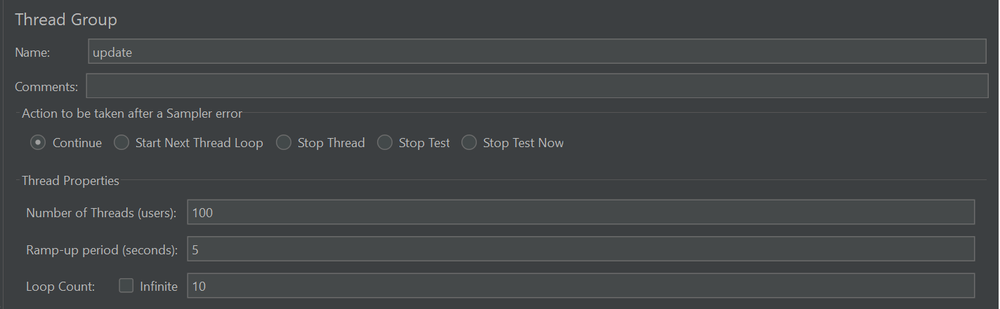 Thread Group
Name: update
Comments:
Action to be taken after a Sampler error
Continue Start Next Thread Loop Stop Thread Stop Test Stop Test Now
Thread Properties
Number of Threads (users): 100
Ramp-up period (seconds): 5
Loop Count: Infinite 10